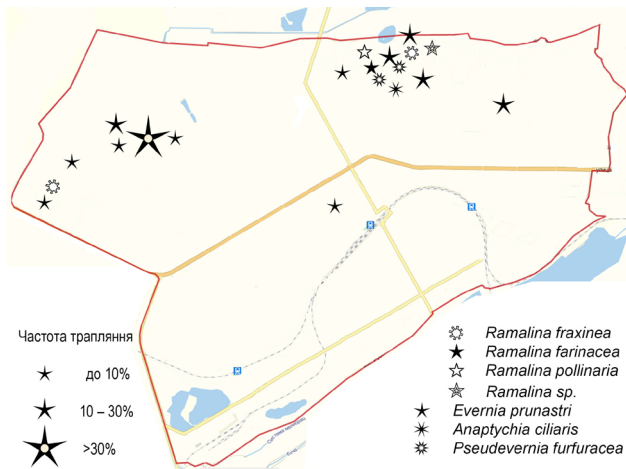 Частота трапляння
до 10%
10 – 30%
>30%
Ramalina fraxinea
Ramalina farinacea
Ramalina pollinaria
Ramalina sp.
Evernia prunastri
Anaptychia ciliaris
Pseudevernia furfuracea